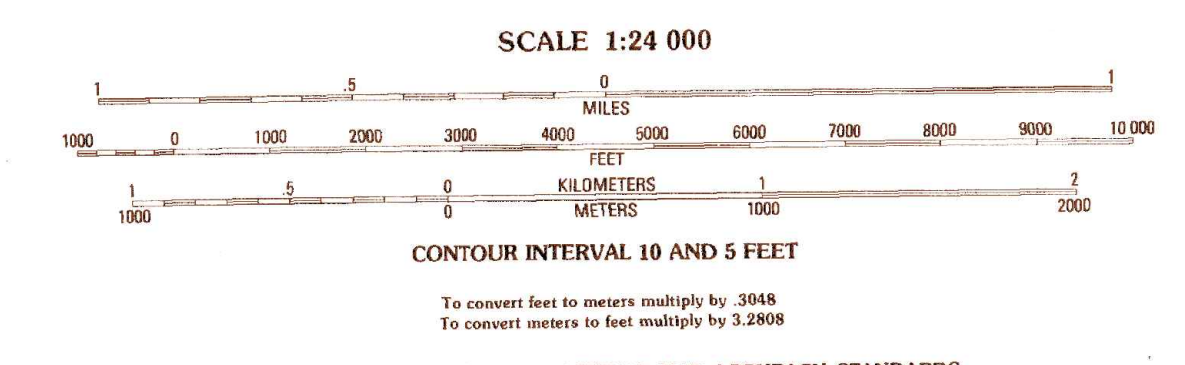 SCALE 1:24 000
1 .5 0 1
MILES
1000 0 1000 2000 3000 4000 5000 6000 7000 8000 9000 10 000
FEET
1 .5 0 KILOMETERS 1 2
1000 0 METERS 1000 2000
CONTOUR INTERVAL 10 AND 5 FEET
To convert feet to meters multiply by .3048
To convert meters to feet multiply by 3.2808
STANDARDS